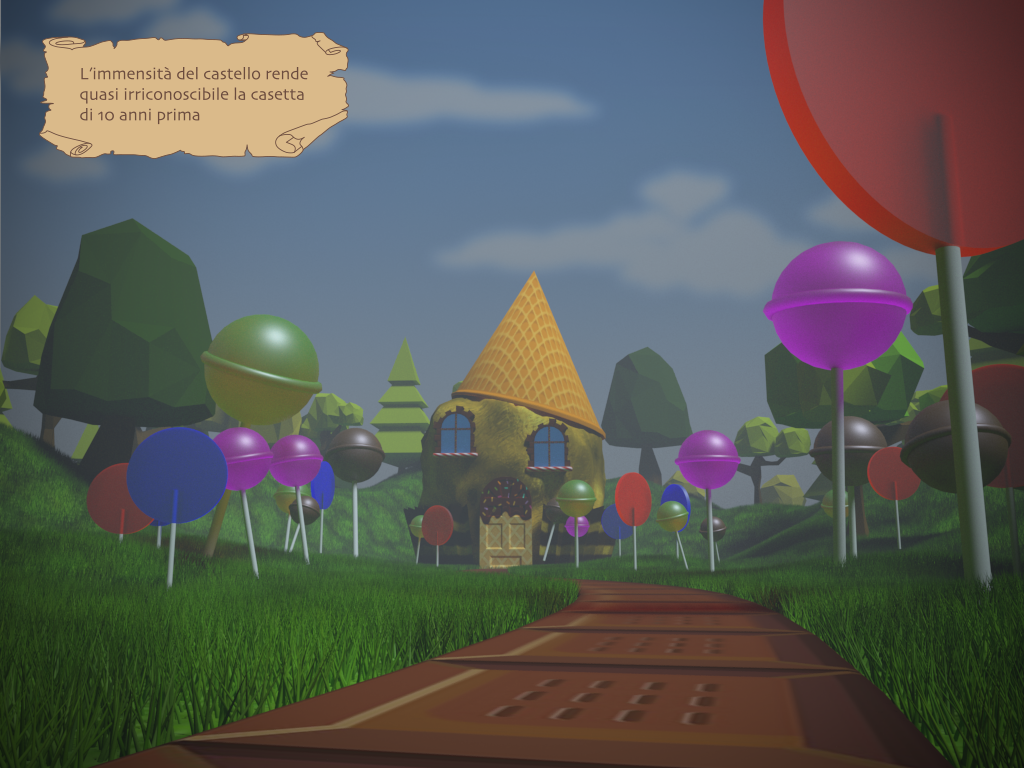 L'immensità del castello rende
quasi irriconoscibile la casetta
di 10 anni prima